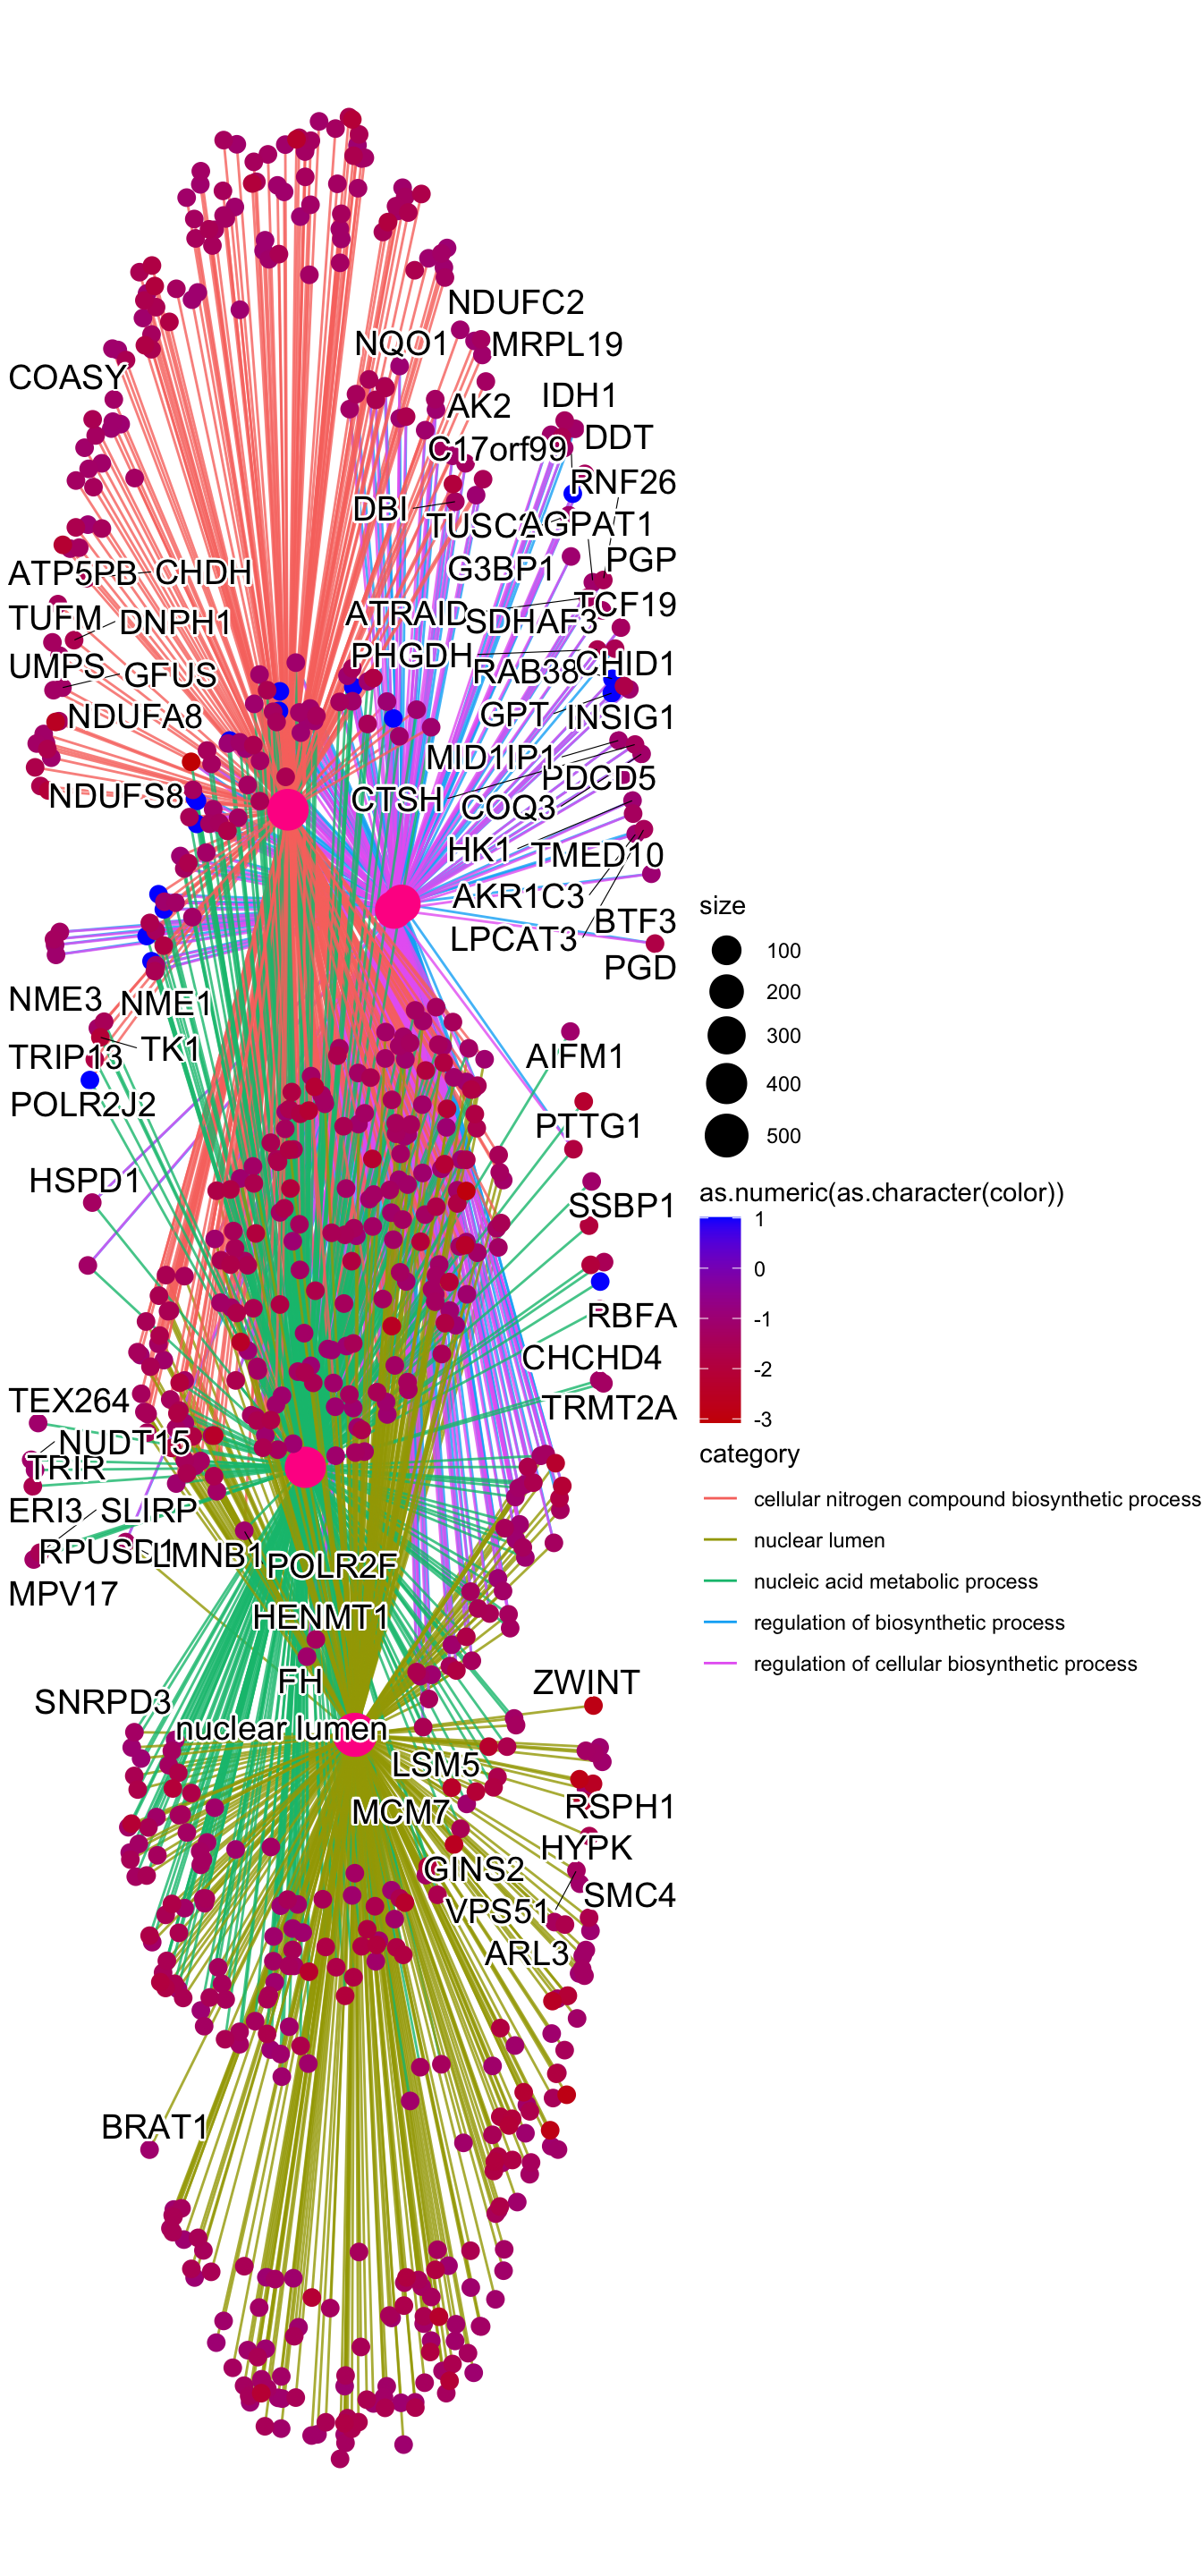 NDUFC2
NQO1
MRPL19
COASY
IDH1
AK2
DDT
C17orf99
RNF26
DBI
AGPAT1
PGP
G3BP1
ATP5PB
CHDH
TCF19
TUFM
DNPH1
ATRAID
SDHAF3
PHGDH
CHID1
UMPS
GFUS
RAB38
NDUFA8
GPT
INSIG1
MID1IP1
PDCD5
NDUFS8
CTSH
COQ3
HK1
TMED10
AKR1C3
BTF3
LPCAT3
PGD
NME3
NME1
TRIP13
TK1
AIFM1
POLR2J2
PTTG1
HSPD1
SSBP1
RBFA
CHCHD4
TEX264
TRMT2A
NUDT15
TRIR
ERI3
SLIRP
RPUSD1
LMNB1
POLR2F
MPV17
HENMT1
FH
ZWINT
SNRPD3
nuclear lumen
LSM5
MCM7
RSPH1
HYPK
GINS2
SMC4
VPS51
ARL3
BRAT1
size
100
200
300
400
500
as.numeric(as.character(color))
1
0
-1
-2
-3
category
cellular nitrogen compound biosynthetic process
nuclear lumen
nucleic acid metabolic process
regulation of biosynthetic process
regulation of cellular biosynthetic process